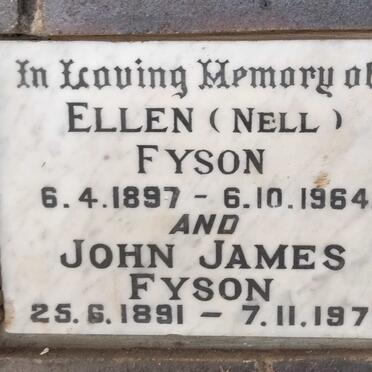 In Loving Memory of
ELLEN ( NELL )
FYSON
6.4.1897 - 6.10.1964
AND
JOHN JAMES
FYSON
25.6.1891 - 7.11.197